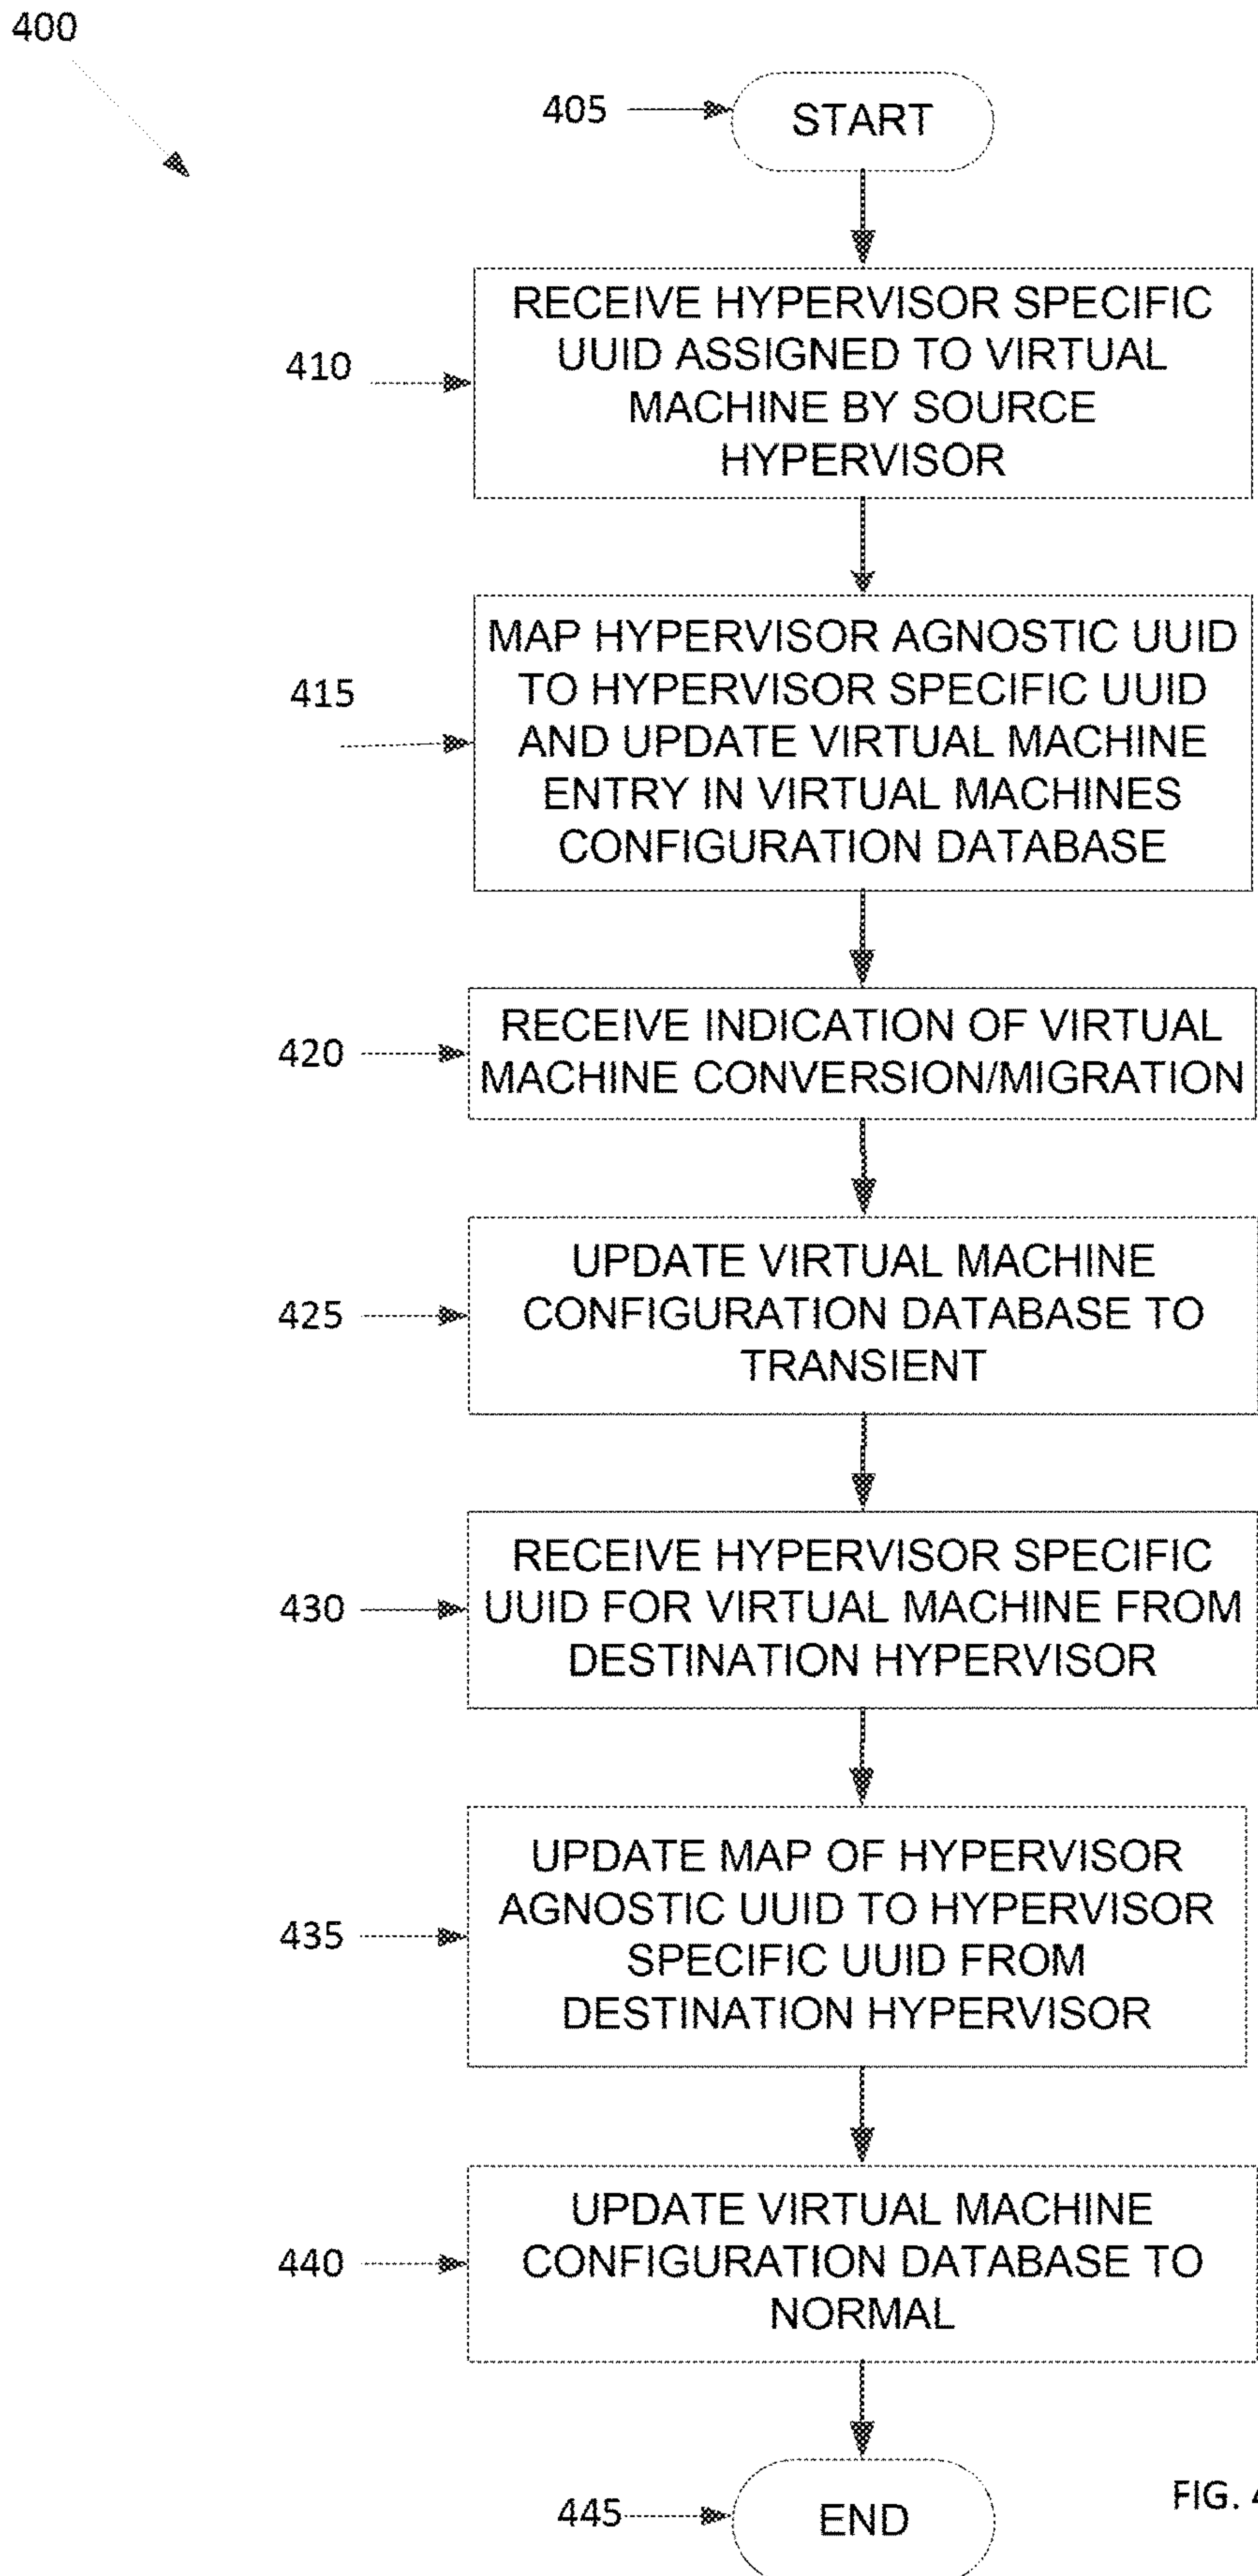 400
405
START
410
RECEIVE HYPERVISOR SPECIFIC
UUID ASSIGNED TO VIRTUAL
MACHINE BY SOURCE
HYPERVISOR
415
MAP HYPERVISOR AGNOSTIC UUID
TO HYPERVISOR SPECIFIC UUID
AND UPDATE VIRTUAL MACHINE
ENTRY IN VIRTUAL MACHINES
CONFIGURATION DATABASE
420
RECEIVE INDICATION OF VIRTUAL
MACHINE CONVERSION/MIGRATION
425
UPDATE VIRTUAL MACHINE
CONFIGURATION DATABASE TO
TRANSIENT
430
RECEIVE HYPERVISOR SPECIFIC
UUID FOR VIRTUAL MACHINE FROM
DESTINATION HYPERVISOR
435
UPDATE MAP OF HYPERVISOR
AGNOSTIC UUID TO HYPERVISOR
SPECIFIC UUID FROM
DESTINATION HYPERVISOR
440
UPDATE VIRTUAL MACHINE
CONFIGURATION DATABASE TO
NORMAL
445
END
FIG. 4